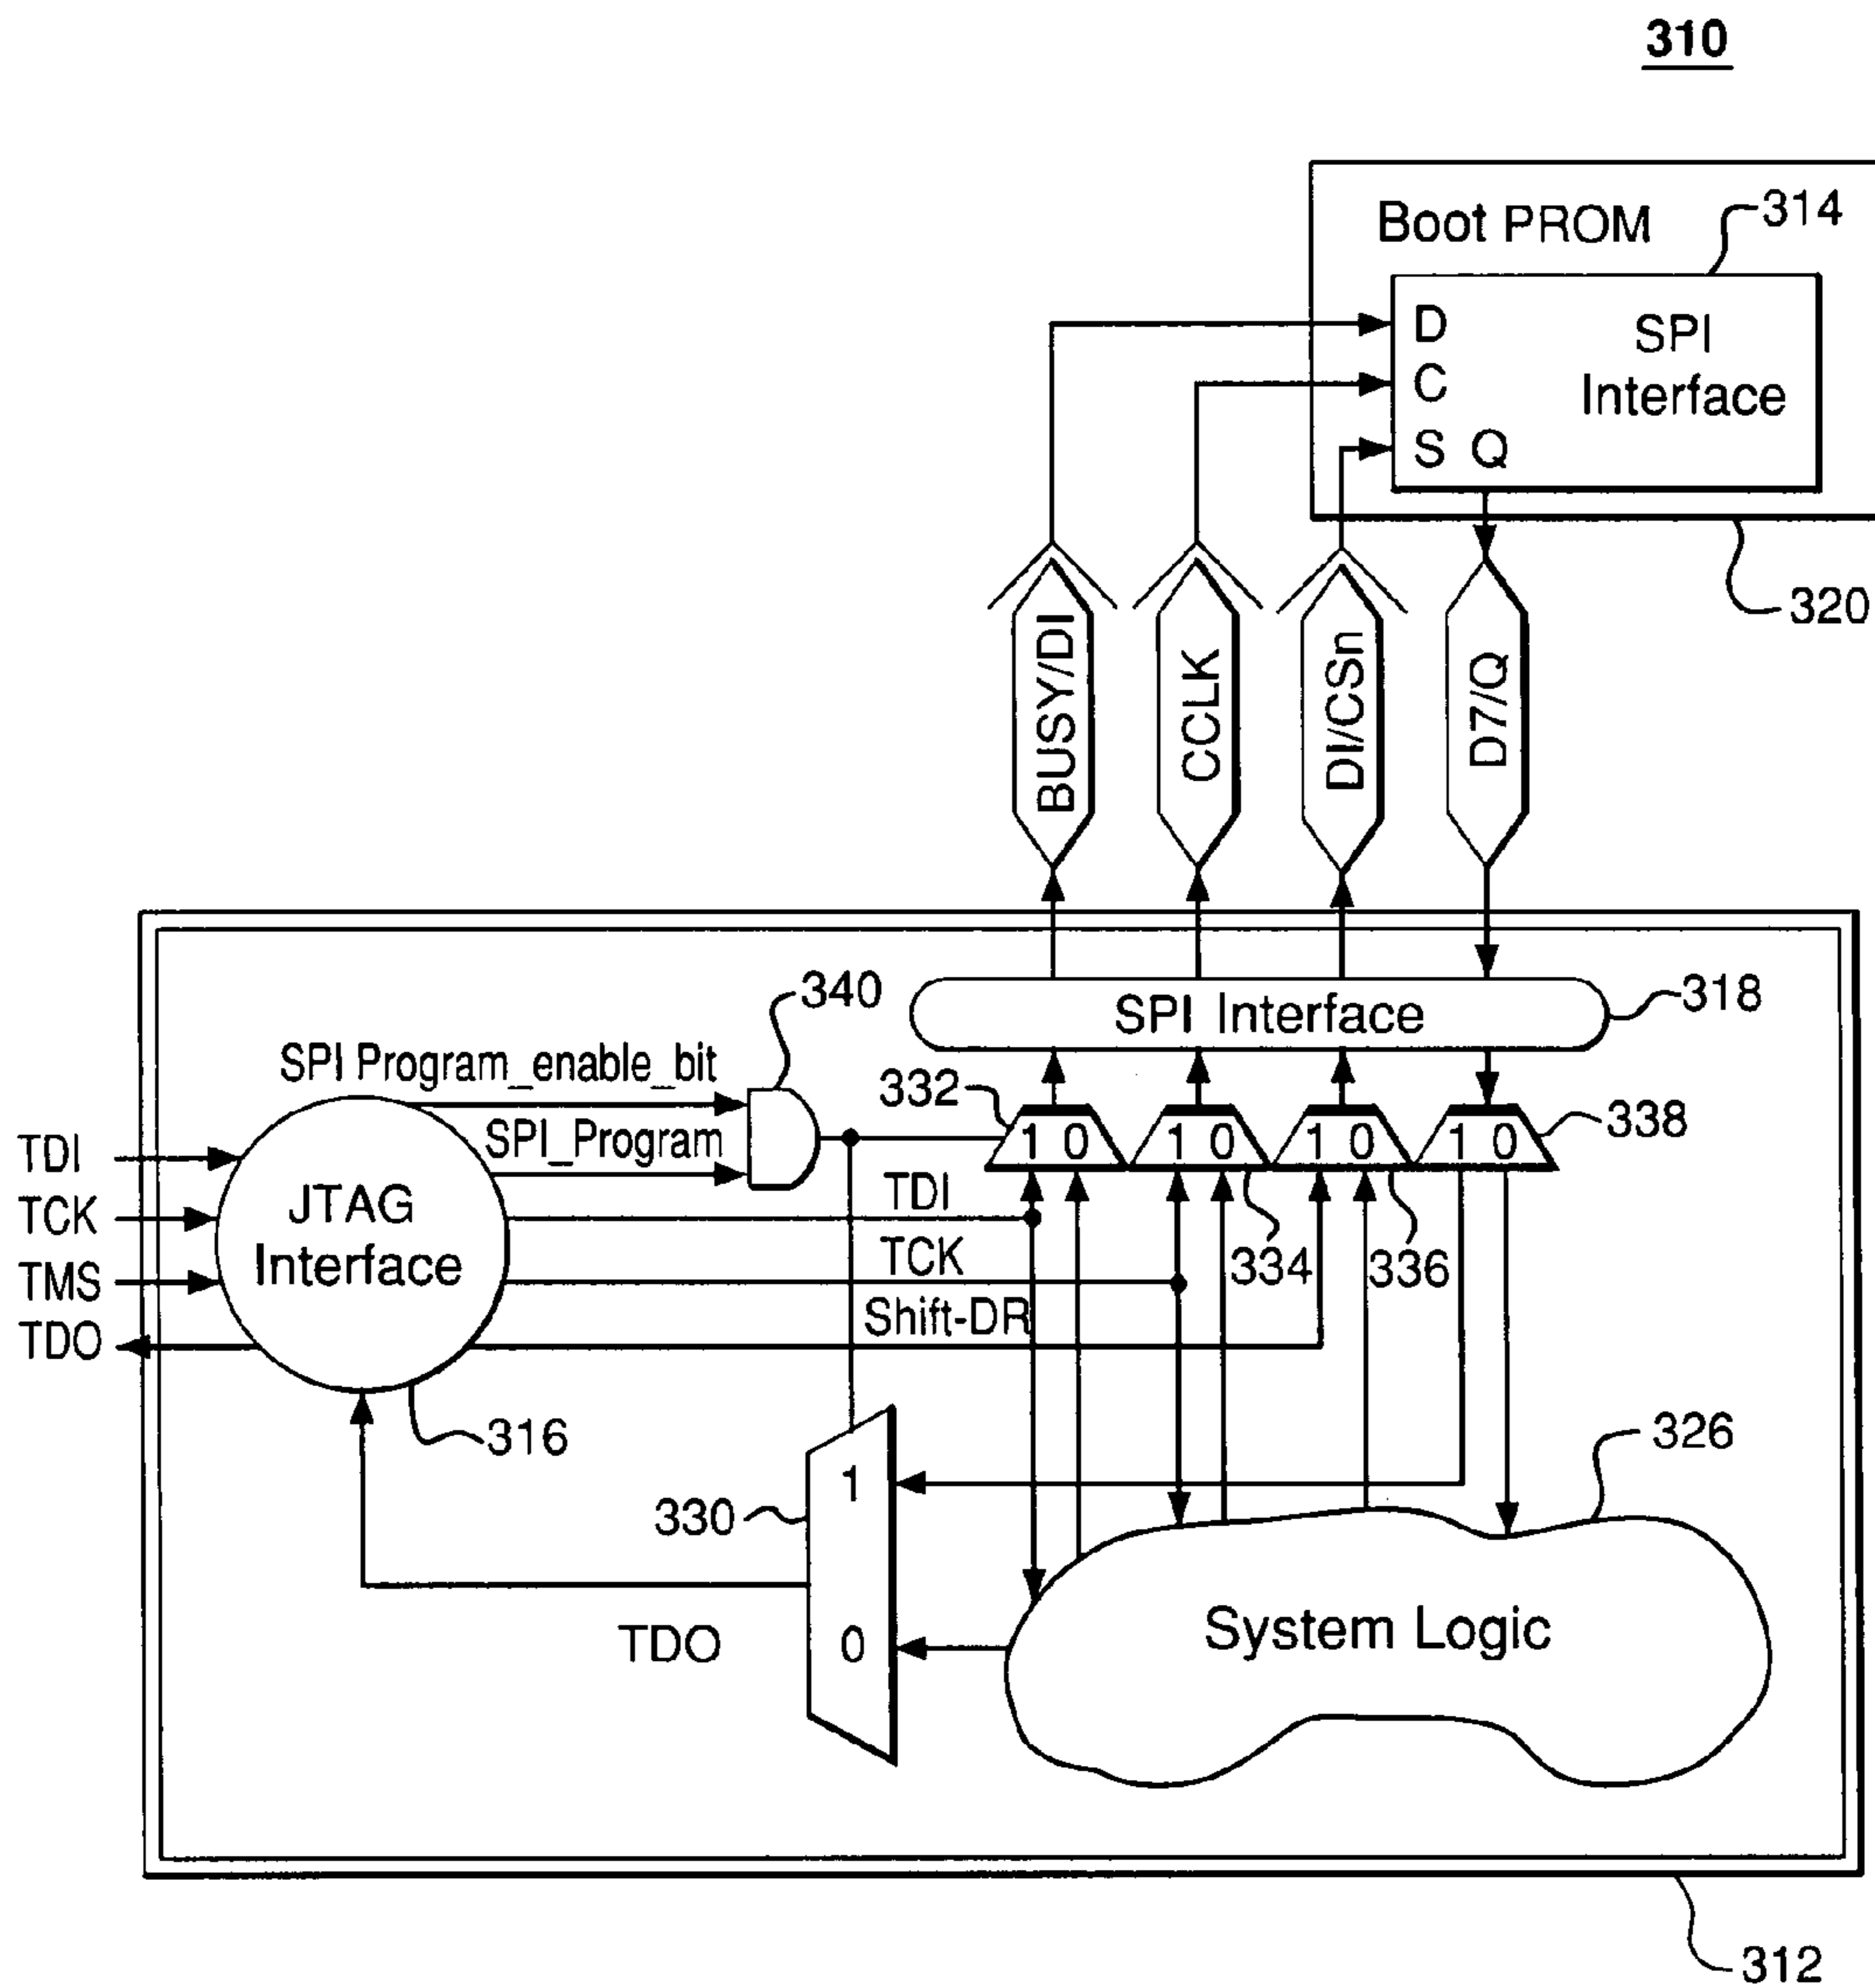 310
Boot PROM
314
D
SPI
C
Interface
S Q
320
BUSY/DI
CCLK
DI/CSn
D7/Q
340
SPI Interface
318
SPI Program_enable_bit
332
1 0
1 0
1 0
1 0
338
SPI_Program
TDI
TCK
TMS
TDO
JTAG
Interface
TDI
TCK
334
336
Shift-DR
316
326
1
330
System Logic
TDO
0
312